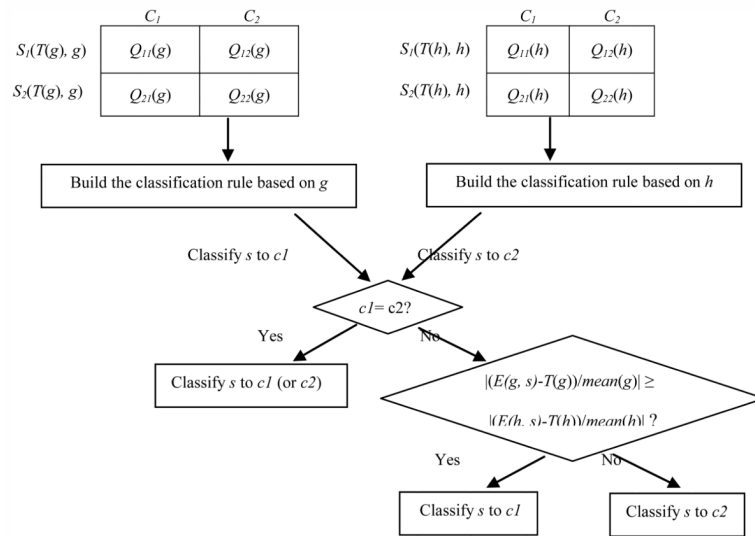 C1 C2
S1(T(g), g) Q11(g) Q12(g)
S2(T(g), g) Q21(g) Q22(g)
C1 C2
S1(T(h), h) Q11(h) Q12(h)
S2(T(h), h) Q21(h) Q22(h)
Build the classification rule based on g
Build the classification rule based on h
Classify s to c1
Classify s to c2
c1= c2?
Yes
No
Classify s to c1 (or c2)
|(E(g, s)-T(g))/mean(g)| ≥
|(E(h, s)-T(h))/mean(h)| ?
Yes
No
Classify s to c1
Classify s to c2